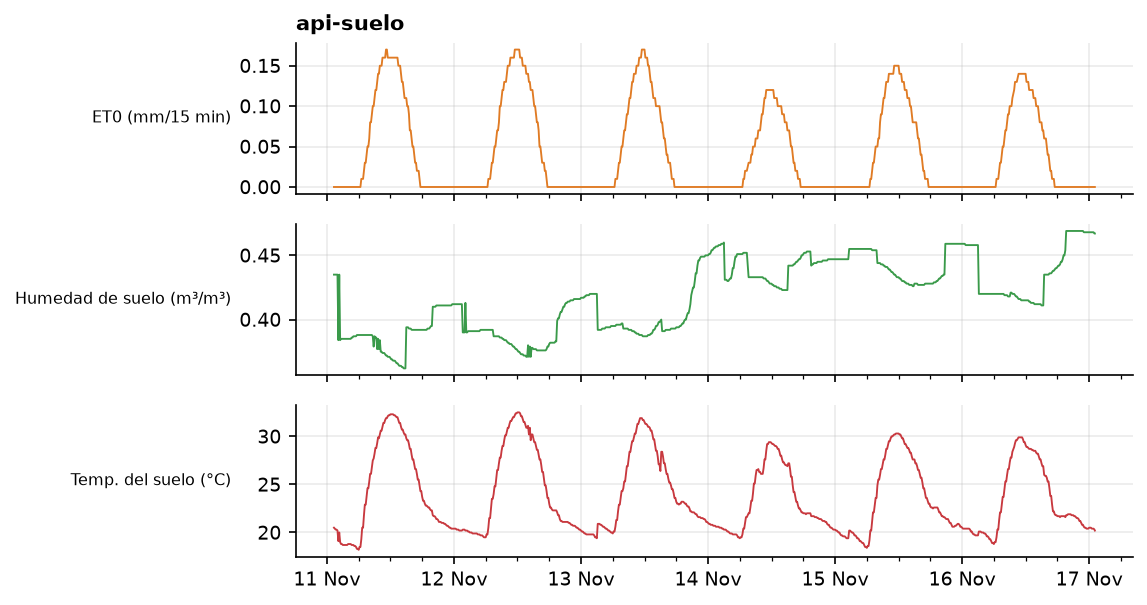 api-suelo
ET0 (mm/15 min)
0.15
0.10
0.05
0.00
Humedad de suelo (m³/m³)
0.45
0.40
Temp. del suelo (°C)
30
25
20
11 Nov 12 Nov 13 Nov 14 Nov 15 Nov 16 Nov 17 Nov